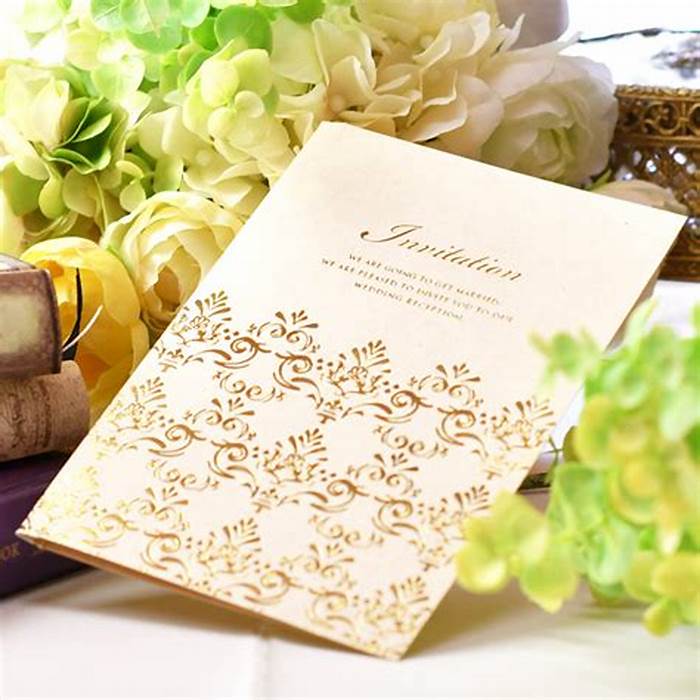 Invitation
WE ARE GOING TO GET MARRIED.
WE ARE PLEASED TO INVITE YOU TO OUR
WEDDING RECEPTION